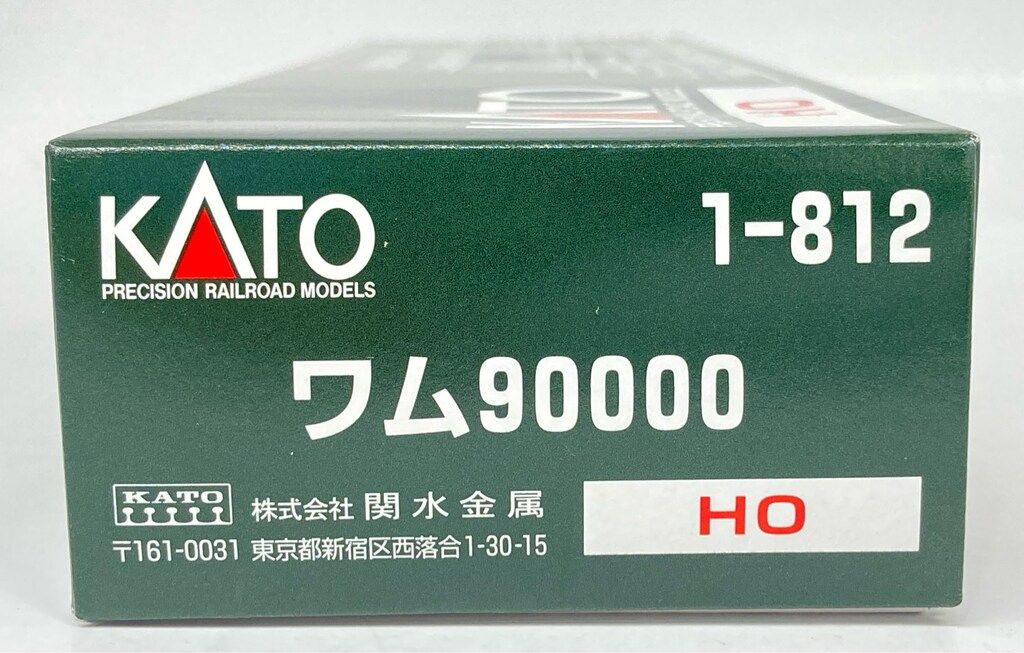 KATO
PRECISION RAILROAD MODELS
1-812
ワム90000
KATO
株式会社 関水金属
〒161-0031 東京都新宿区西落合1-30-15
HO